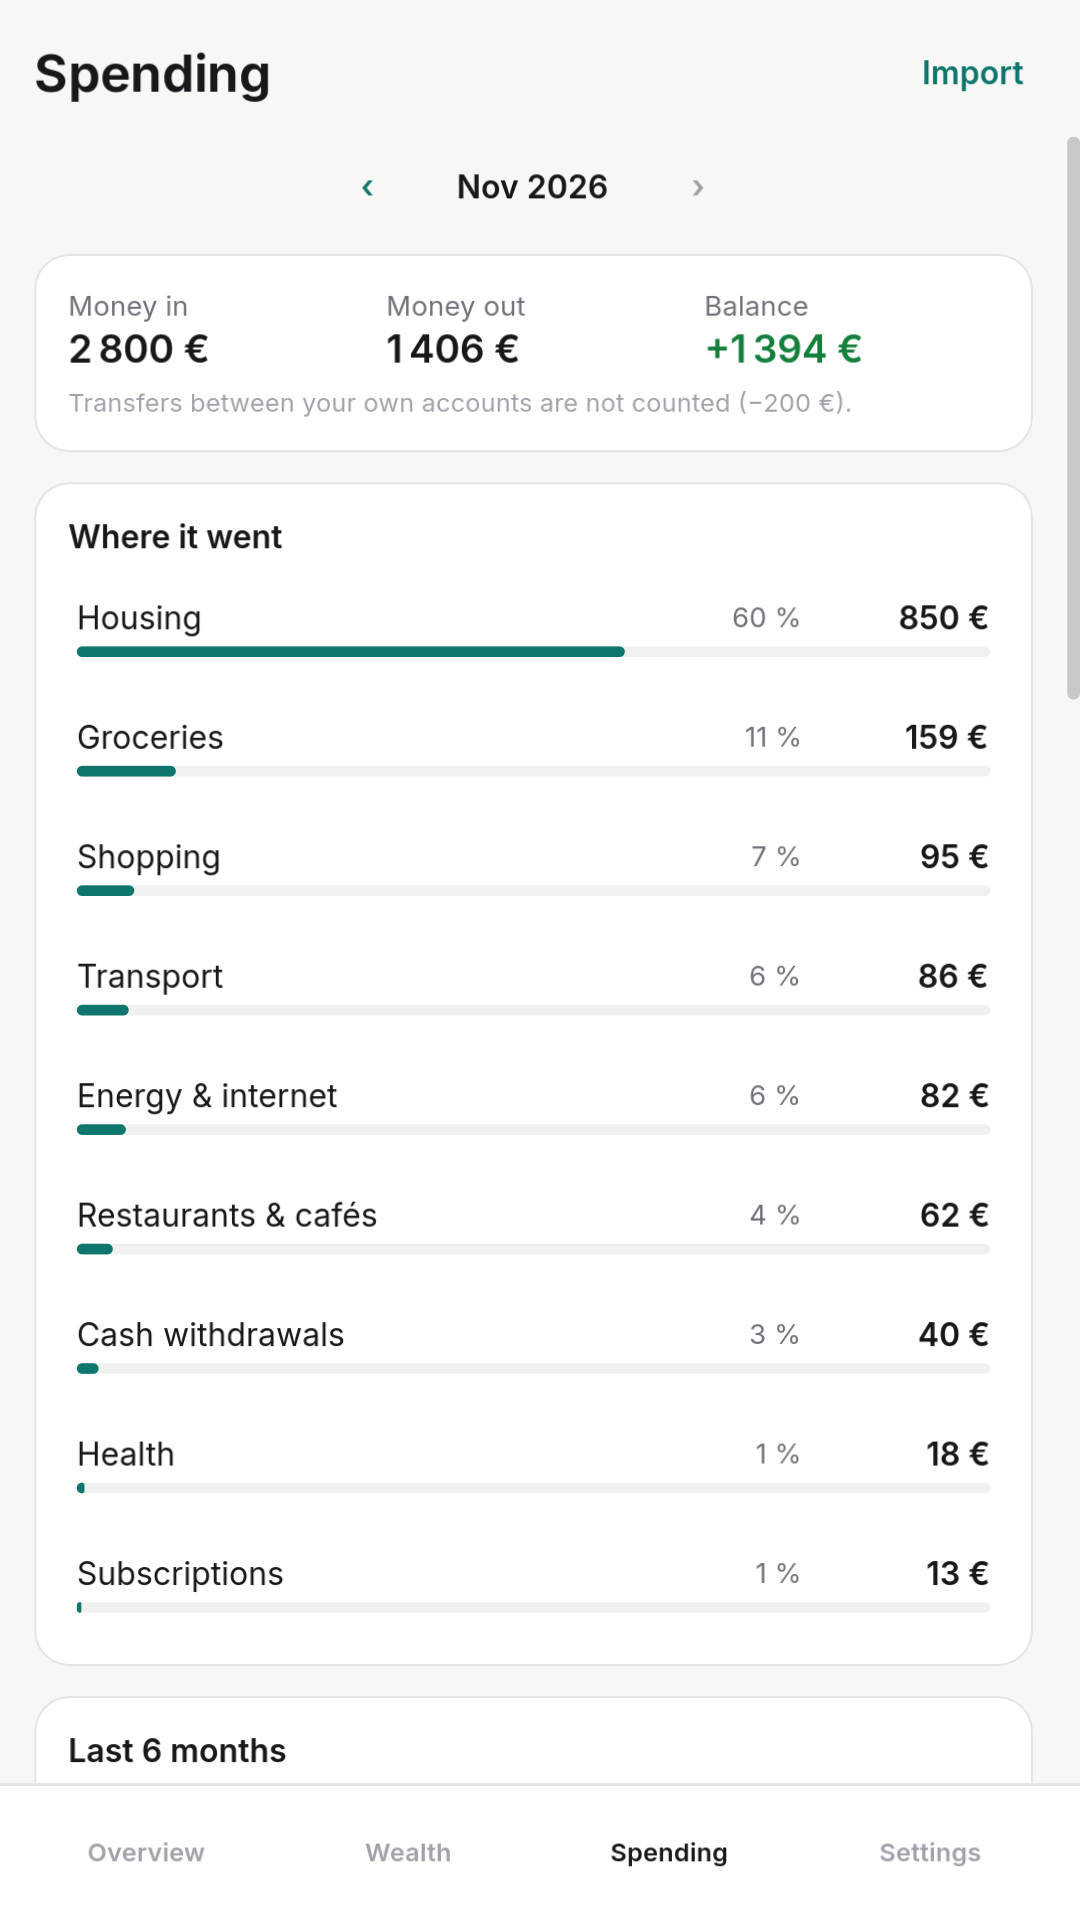 Spending
Import
‹ Nov 2026 ›
Money in Money out Balance
2 800 € 1 406 € +1 394 €
Transfers between your own accounts are not counted (−200 €).
Where it went
Housing 60 % 850 €
Groceries 11 % 159 €
Shopping 7 % 95 €
Transport 6 % 86 €
Energy & internet 6 % 82 €
Restaurants & cafés 4 % 62 €
Cash withdrawals 3 % 40 €
Health 1 % 18 €
Subscriptions 1 % 13 €
Last 6 months
Overview Wealth Spending Settings